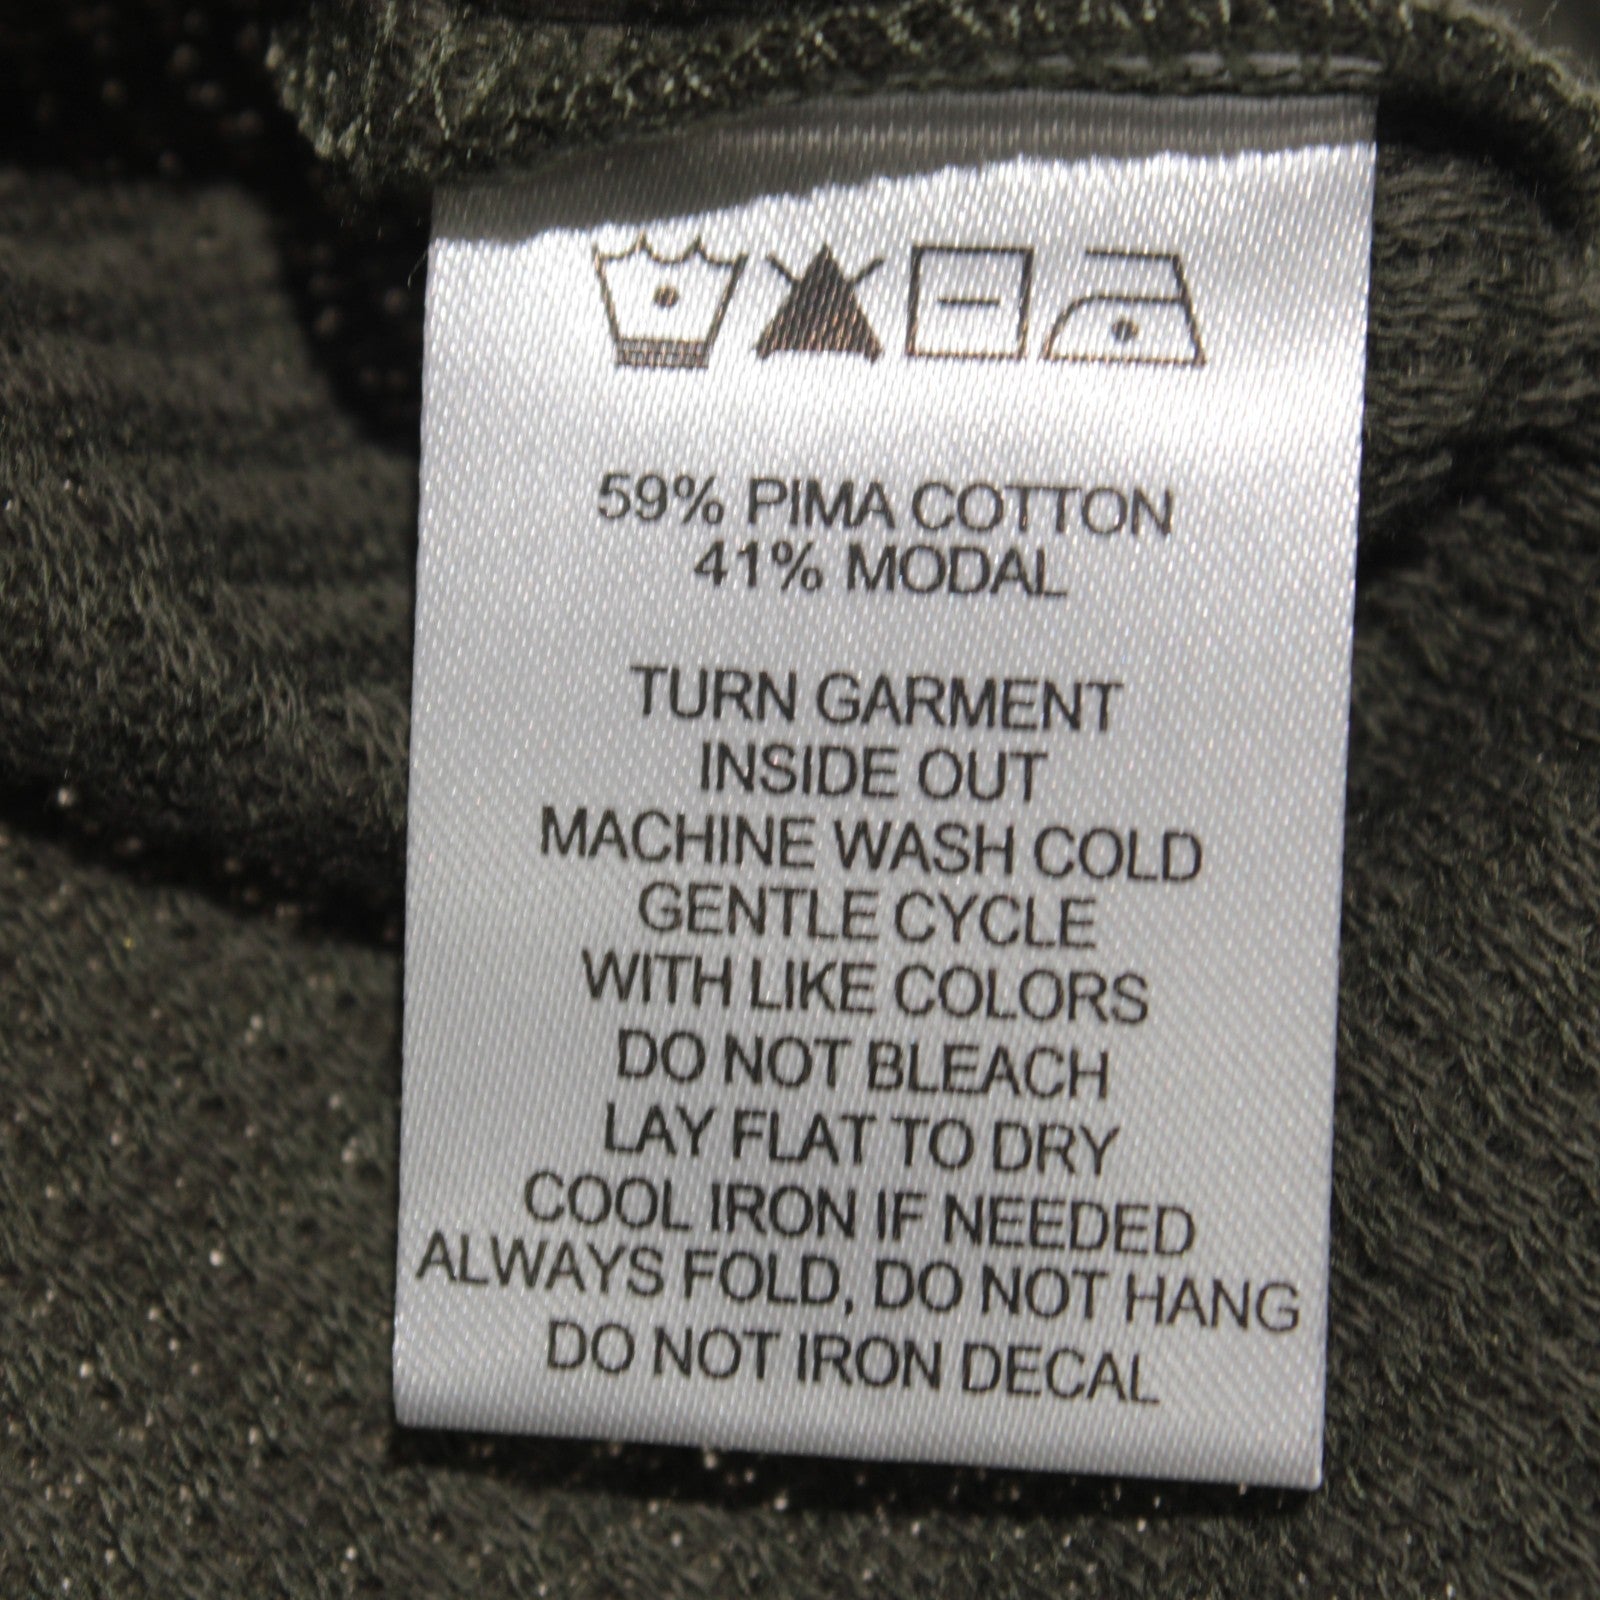 59% PIMA COTTON
41% MODAL
TURN GARMENT
INSIDE OUT
MACHINE WASH COLD
GENTLE CYCLE
WITH LIKE COLORS
DO NOT BLEACH
LAY FLAT TO DRY
COOL IRON IF NEEDED
ALWAYS FOLD, DO NOT HANG
DO NOT IRON DECAL